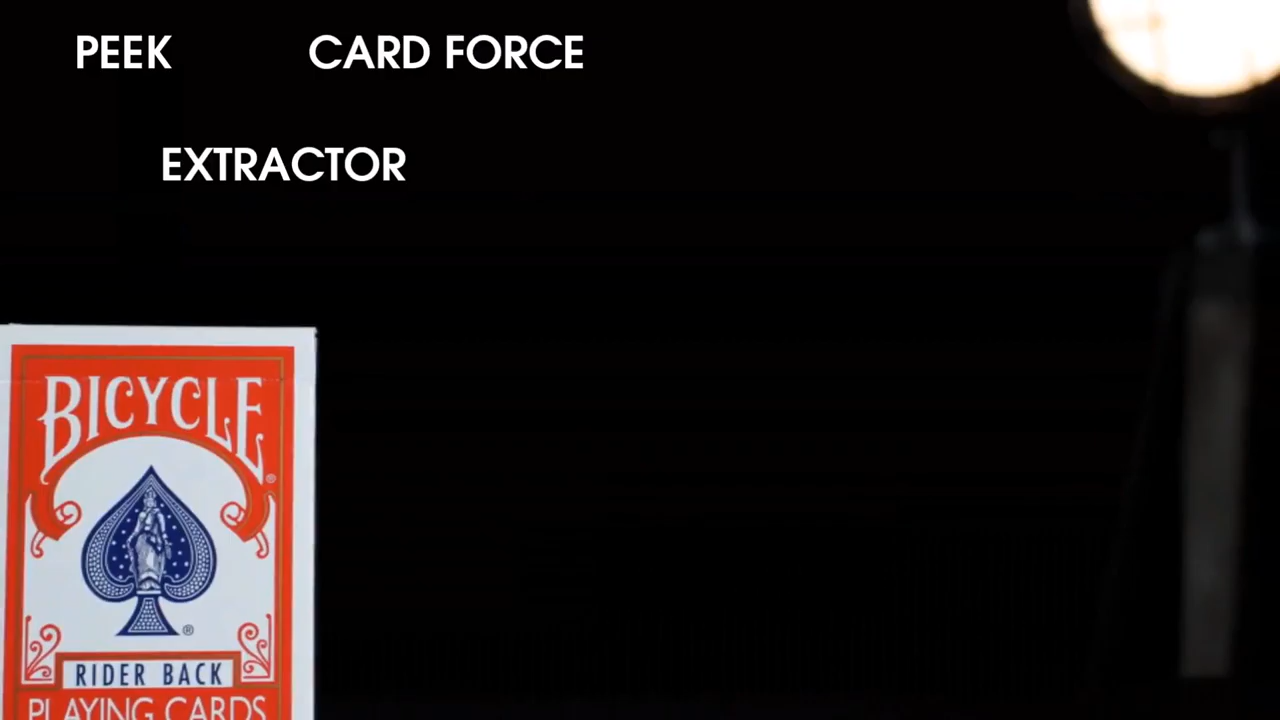 PEEK CARD FORCE
EXTRACTOR
BICYCLE
®
®
RIDER BACK
PLAYING CARDS